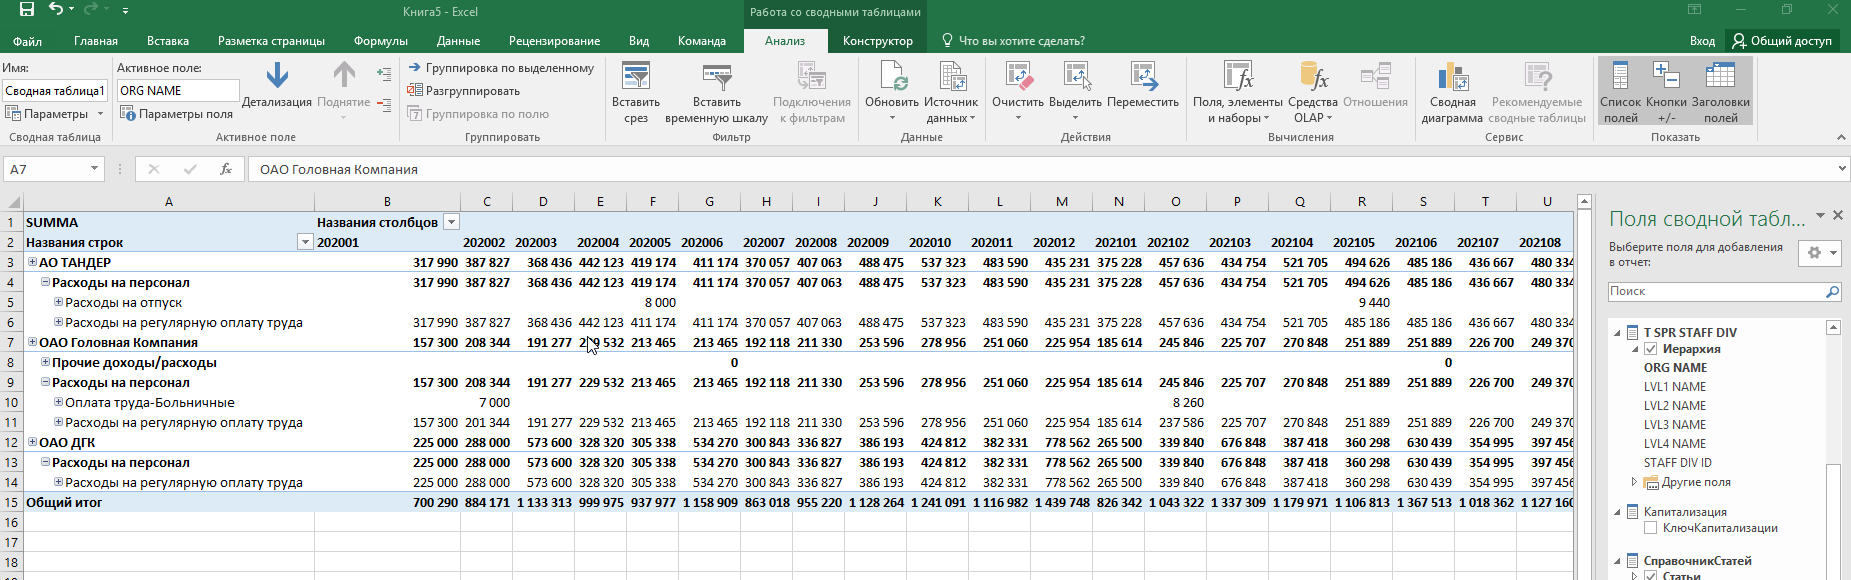 Книга5 - Excel
Работа со сводными таблицами
Файл Главная Вставка Разметка страницы Формулы Данные Рецензирование Вид Команда Анализ Конструктор Что вы хотите сделать? Вход Общий доступ
Имя:
Сводная таблица1
Параметры
Сводная таблица
Активное поле:
ORG NAME
Параметры поля
Детализация Поднятие
Активное поле
Группировка по выделенному
Разгруппировать
Группировка по полю
Группировать
Вставить срез
Вставить временную шкалу
Подключения к фильтрам
Фильтр
Обновить
Источник данных
Данные
Очистить Выделить Переместить
Действия
Поля, элементы и наборы
Средства OLAP
Отношения
Вычисления
Сводная диаграмма
Рекомендуемые сводные таблицы
Сервис
Список полей
Кнопки +/-
Заголовки полей
Показать
A7 fx ОАО Головная Компания
A B C D E F G H I J K L M N O P Q R S T U
1 SUMMA Названия столбцов
2 Названия строк 202001 202002 202003 202004 202005 202006 202007 202008 202009 202010 202011 202012 202101 202102 202103 202104 202105 202106 202107 202108
3 АО ТАНДЕР 317 990 387 827 368 436 442 123 419 174 411 174 370 057 407 063 488 475 537 323 483 590 435 231 375 228 457 636 434 754 521 705 494 626 485 186 436 667 480 334
4 Расходы на персонал 317 990 387 827 368 436 442 123 419 174 411 174 370 057 407 063 488 475 537 323 483 590 435 231 375 228 457 636 434 754 521 705 494 626 485 186 436 667 480 334
5 Расходы на отпуск 8 000 9 440
6 Расходы на регулярную оплату труда 317 990 387 827 368 436 442 123 411 174 411 174 370 057 407 063 488 475 537 323 483 590 435 231 375 228 457 636 434 754 521 705 485 186 485 186 436 667 480 334
7 ОАО Головная Компания 157 300 208 344 191 277 229 532 213 465 213 465 192 118 211 330 253 596 278 956 251 060 225 954 185 614 245 846 225 707 270 848 251 889 251 889 226 700 249 370
8 Прочие доходы/расходы 0 0
9 Расходы на персонал 157 300 208 344 191 277 229 532 213 465 213 465 192 118 211 330 253 596 278 956 251 060 225 954 185 614 245 846 225 707 270 848 251 889 251 889 226 700 249 370
10 Оплата труда-Больничные 7 000 8 260
11 Расходы на регулярную оплату труда 157 300 201 344 191 277 229 532 213 465 213 465 192 118 211 330 253 596 278 956 251 060 225 954 185 614 237 586 225 707 270 848 251 889 251 889 226 700 249 370
12 ОАО ДГК 225 000 288 000 573 600 328 320 305 338 534 270 300 843 336 827 386 193 424 812 382 331 778 562 265 500 339 840 676 848 387 418 360 298 630 439 354 995 397 456
13 Расходы на персонал 225 000 288 000 573 600 328 320 305 338 534 270 300 843 336 827 386 193 424 812 382 331 778 562 265 500 339 840 676 848 387 418 360 298 630 439 354 995 397 456
14 Расходы на регулярную оплату труда 225 000 288 000 573 600 328 320 305 338 534 270 300 843 336 827 386 193 424 812 382 331 778 562 265 500 339 840 676 848 387 418 360 298 630 439 354 995 397 456
15 Общий итог 700 290 884 171 1 133 313 999 975 937 977 1 158 909 863 018 955 220 1 128 264 1 241 091 1 116 982 1 439 748 826 342 1 043 322 1 337 309 1 179 971 1 106 813 1 367 513 1 018 362 1 127 160
16
17
18
Поля сводной табл...
Выберите поля для добавления в отчет:
Поиск
T SPR STAFF DIV
Иерархия
ORG NAME
LVL1 NAME
LVL2 NAME
LVL3 NAME
LVL4 NAME
STAFF DIV ID
Другие поля
Капитализация
КлючКапитализации
СправочникСтатей
Статьи